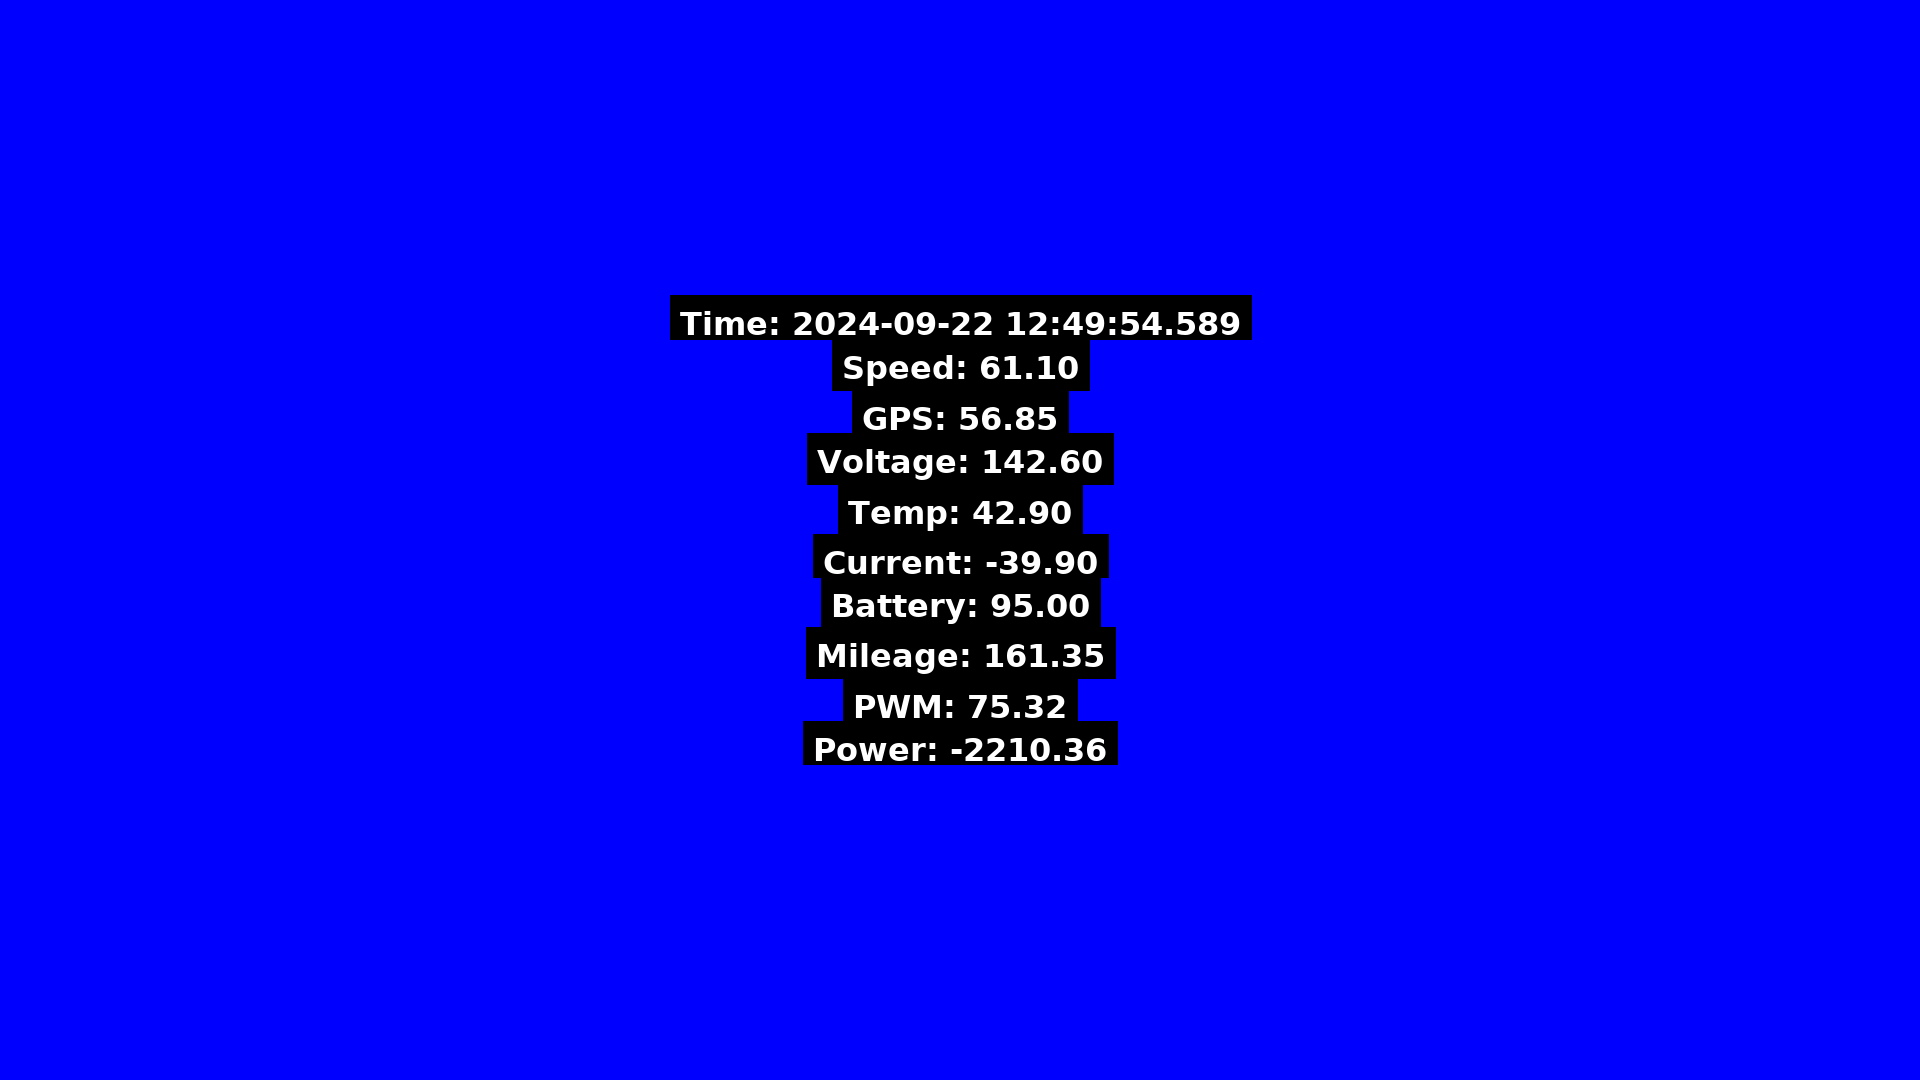 Time: 2024-09-22 12:49:54.589
Speed: 61.10
GPS: 56.85
Voltage: 142.60
Temp: 42.90
Current: -39.90
Battery: 95.00
Mileage: 161.35
PWM: 75.32
Power: -2210.36